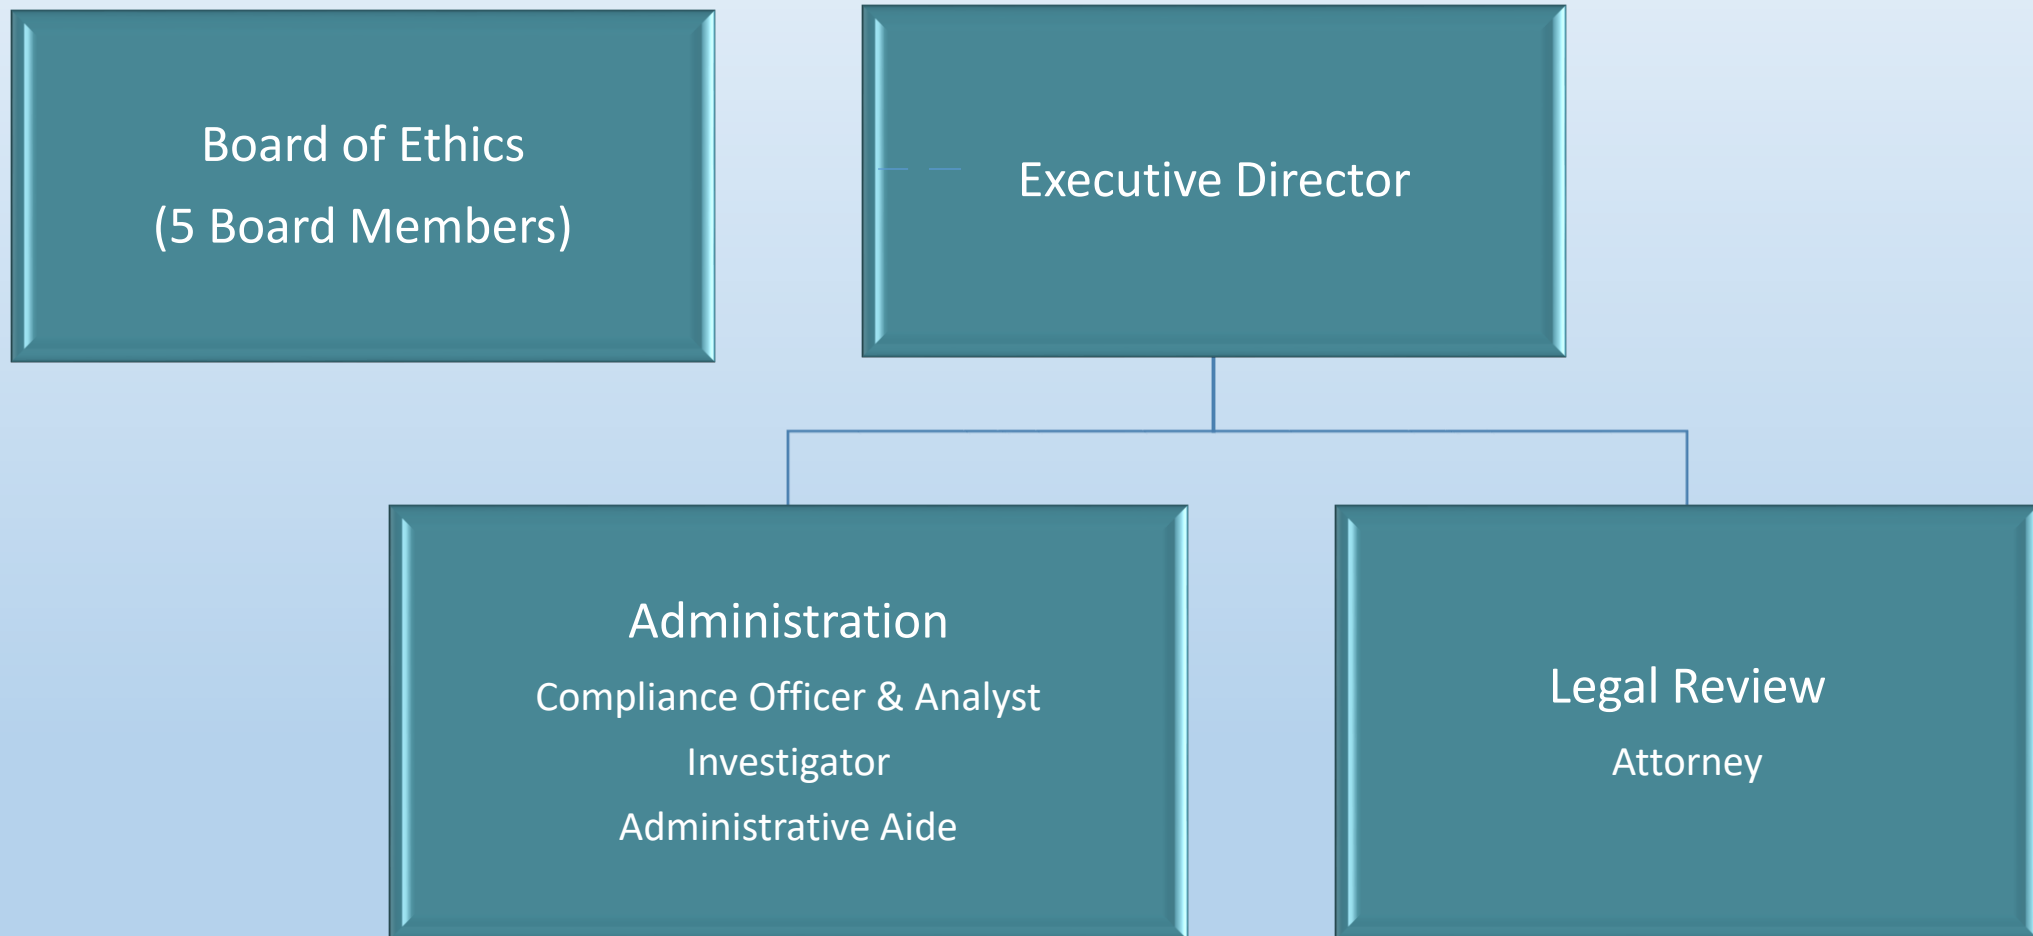 Board of Ethics
(5 Board Members)
Executive Director
Administration
Compliance Officer & Analyst
Investigator
Administrative Aide
Legal Review
Attorney